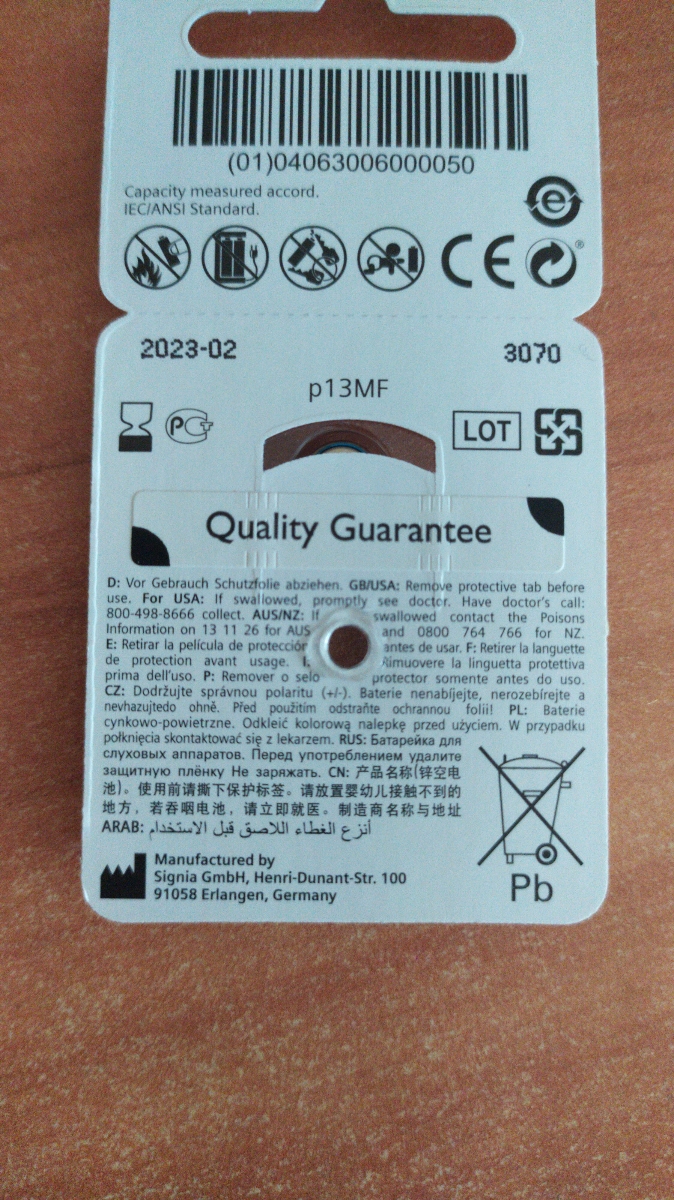 (01)04063006000050
Capacity measured accord.
IEC/ANSI Standard.
e
CE
®
2023-02
3070
p13MF
PCT
LOT
Quality Guarantee
D: Vor Gebrauch Schutzfolie abziehen. GB/USA: Remove protective tab before
use. For USA: If swallowed, promptly see doctor. Have doctor's call:
800-498-8666 collect. AUS/NZ: If swallowed contact the Poisons
Information on 13 11 26 for AUS and 0800 764 766 for NZ.
E: Retirar la película de protección antes de usar. F: Retirer la languette
de protection avant usage. Rimuovere la linguetta protettiva
prima dell'uso. P: Remover o selo protector somente antes do uso.
CZ: Dodržujte správnou polaritu (+/-). Baterie nenabíjejte, nerozebírejte a
nevhazujtedo ohně. Před použitím odstraňte ochrannou folii! PL: Baterie
cynkowo-powietrzne. Odkleić kolorową nalepkę przed użyciem. W przypadku
połknięcia skontaktować się z lekarzem. RUS: Батарейка для
слуховых аппаратов. Перед употреблением удалите
защитную плёнку Не заряжать. CN: 产品名称(锌空电
池)。使用前请撕下保护标签。请放置婴幼儿接触不到的
地方，若吞咽电池，请立即就医。制造商名称与地址
ARAB: أنزع الغطاء اللاصق قبل الاستخدام
Manufactured by
Signia GmbH, Henri-Dunant-Str. 100
91058 Erlangen, Germany
Pb